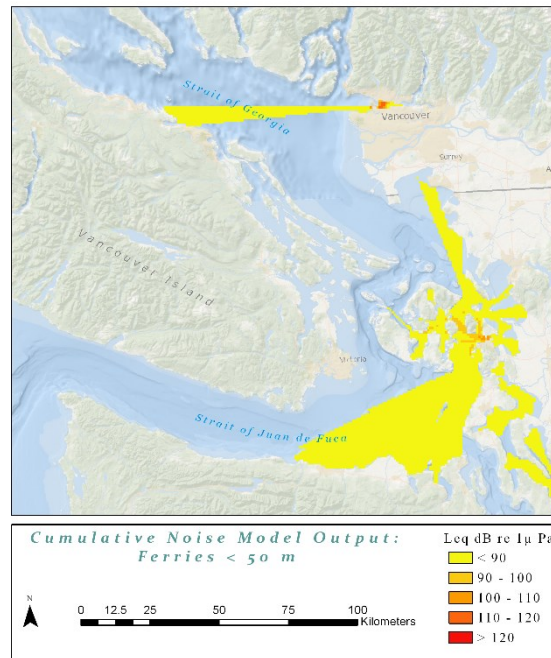 Strait of Georgia
Vancouver
Surrey
A
Vancouver Island
Victoria
Strait of Juan de Fuca
Cumulative Noise Model Output:
Ferries < 50 m
Leq dB re 1µ Pa
< 90
90 - 100
100 - 110
110 - 120
> 120
N
0 12.5 25 50 75 100
Kilometers